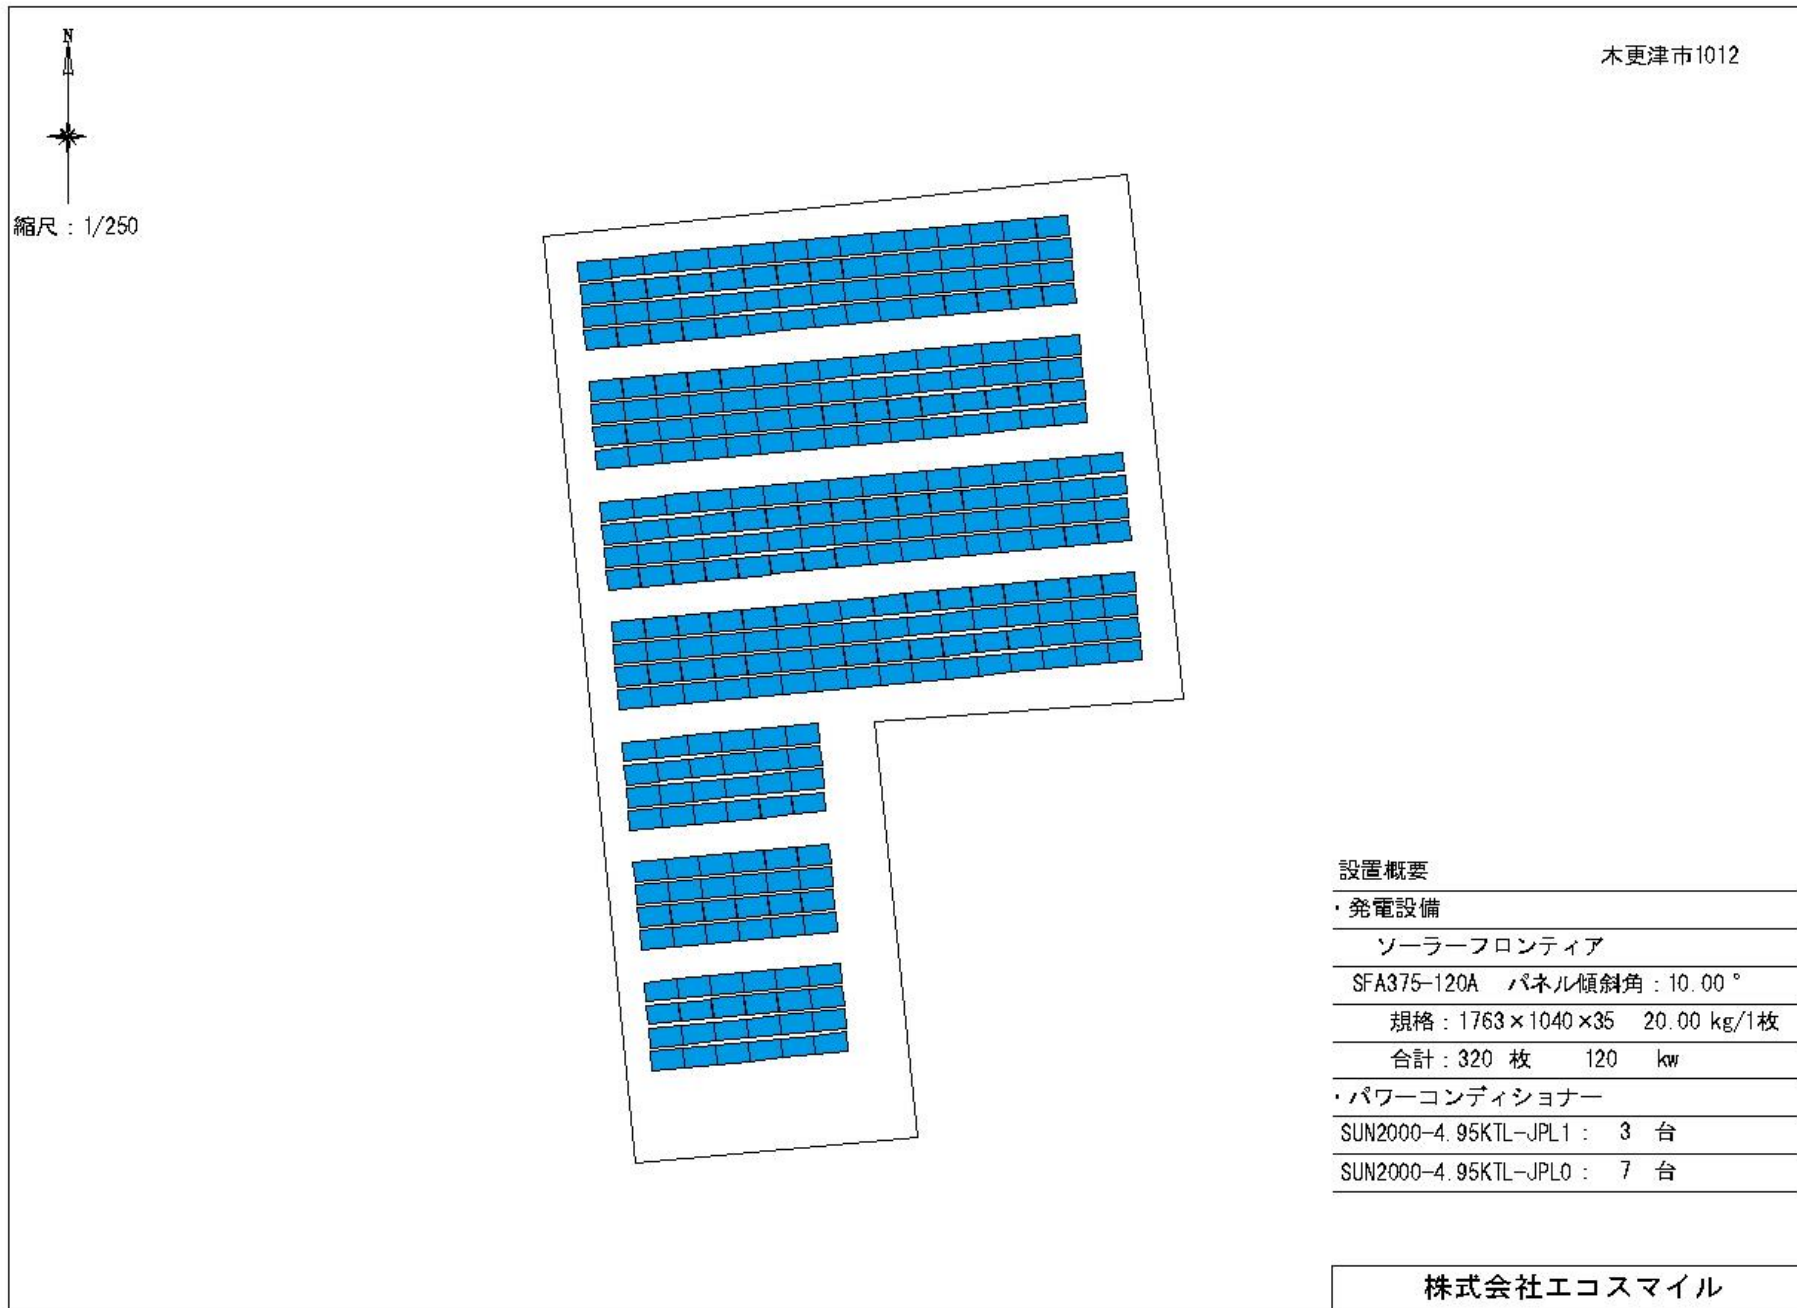 N
木更津市1012
縮尺：1/250
設置概要
・発電設備
ソーラーフロンティア
SFA375-120A パネル傾斜角：10.00°
規格：1763×1040×35 20.00 kg/1枚
合計：320 枚 120 kw
・パワーコンディショナー
SUN2000-4.95KTL-JPL1： 3 台
SUN2000-4.95KTL-JPL0： 7 台
株式会社エコスマイル